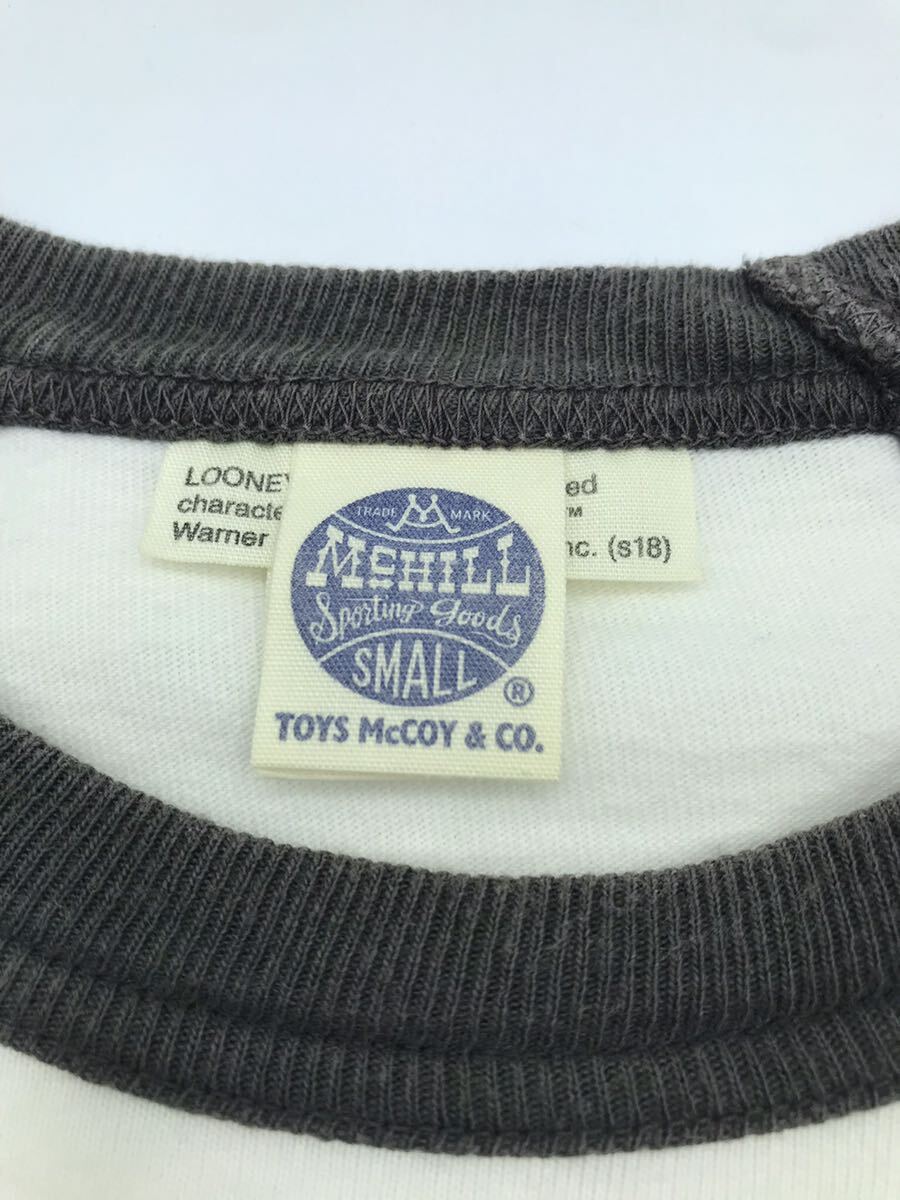 LOONEY
characte
Warner
ed
™
nc. (s18)
TRADE MARK
McHILL
Sporting goods
SMALL
®
TOYS McCOY & CO.